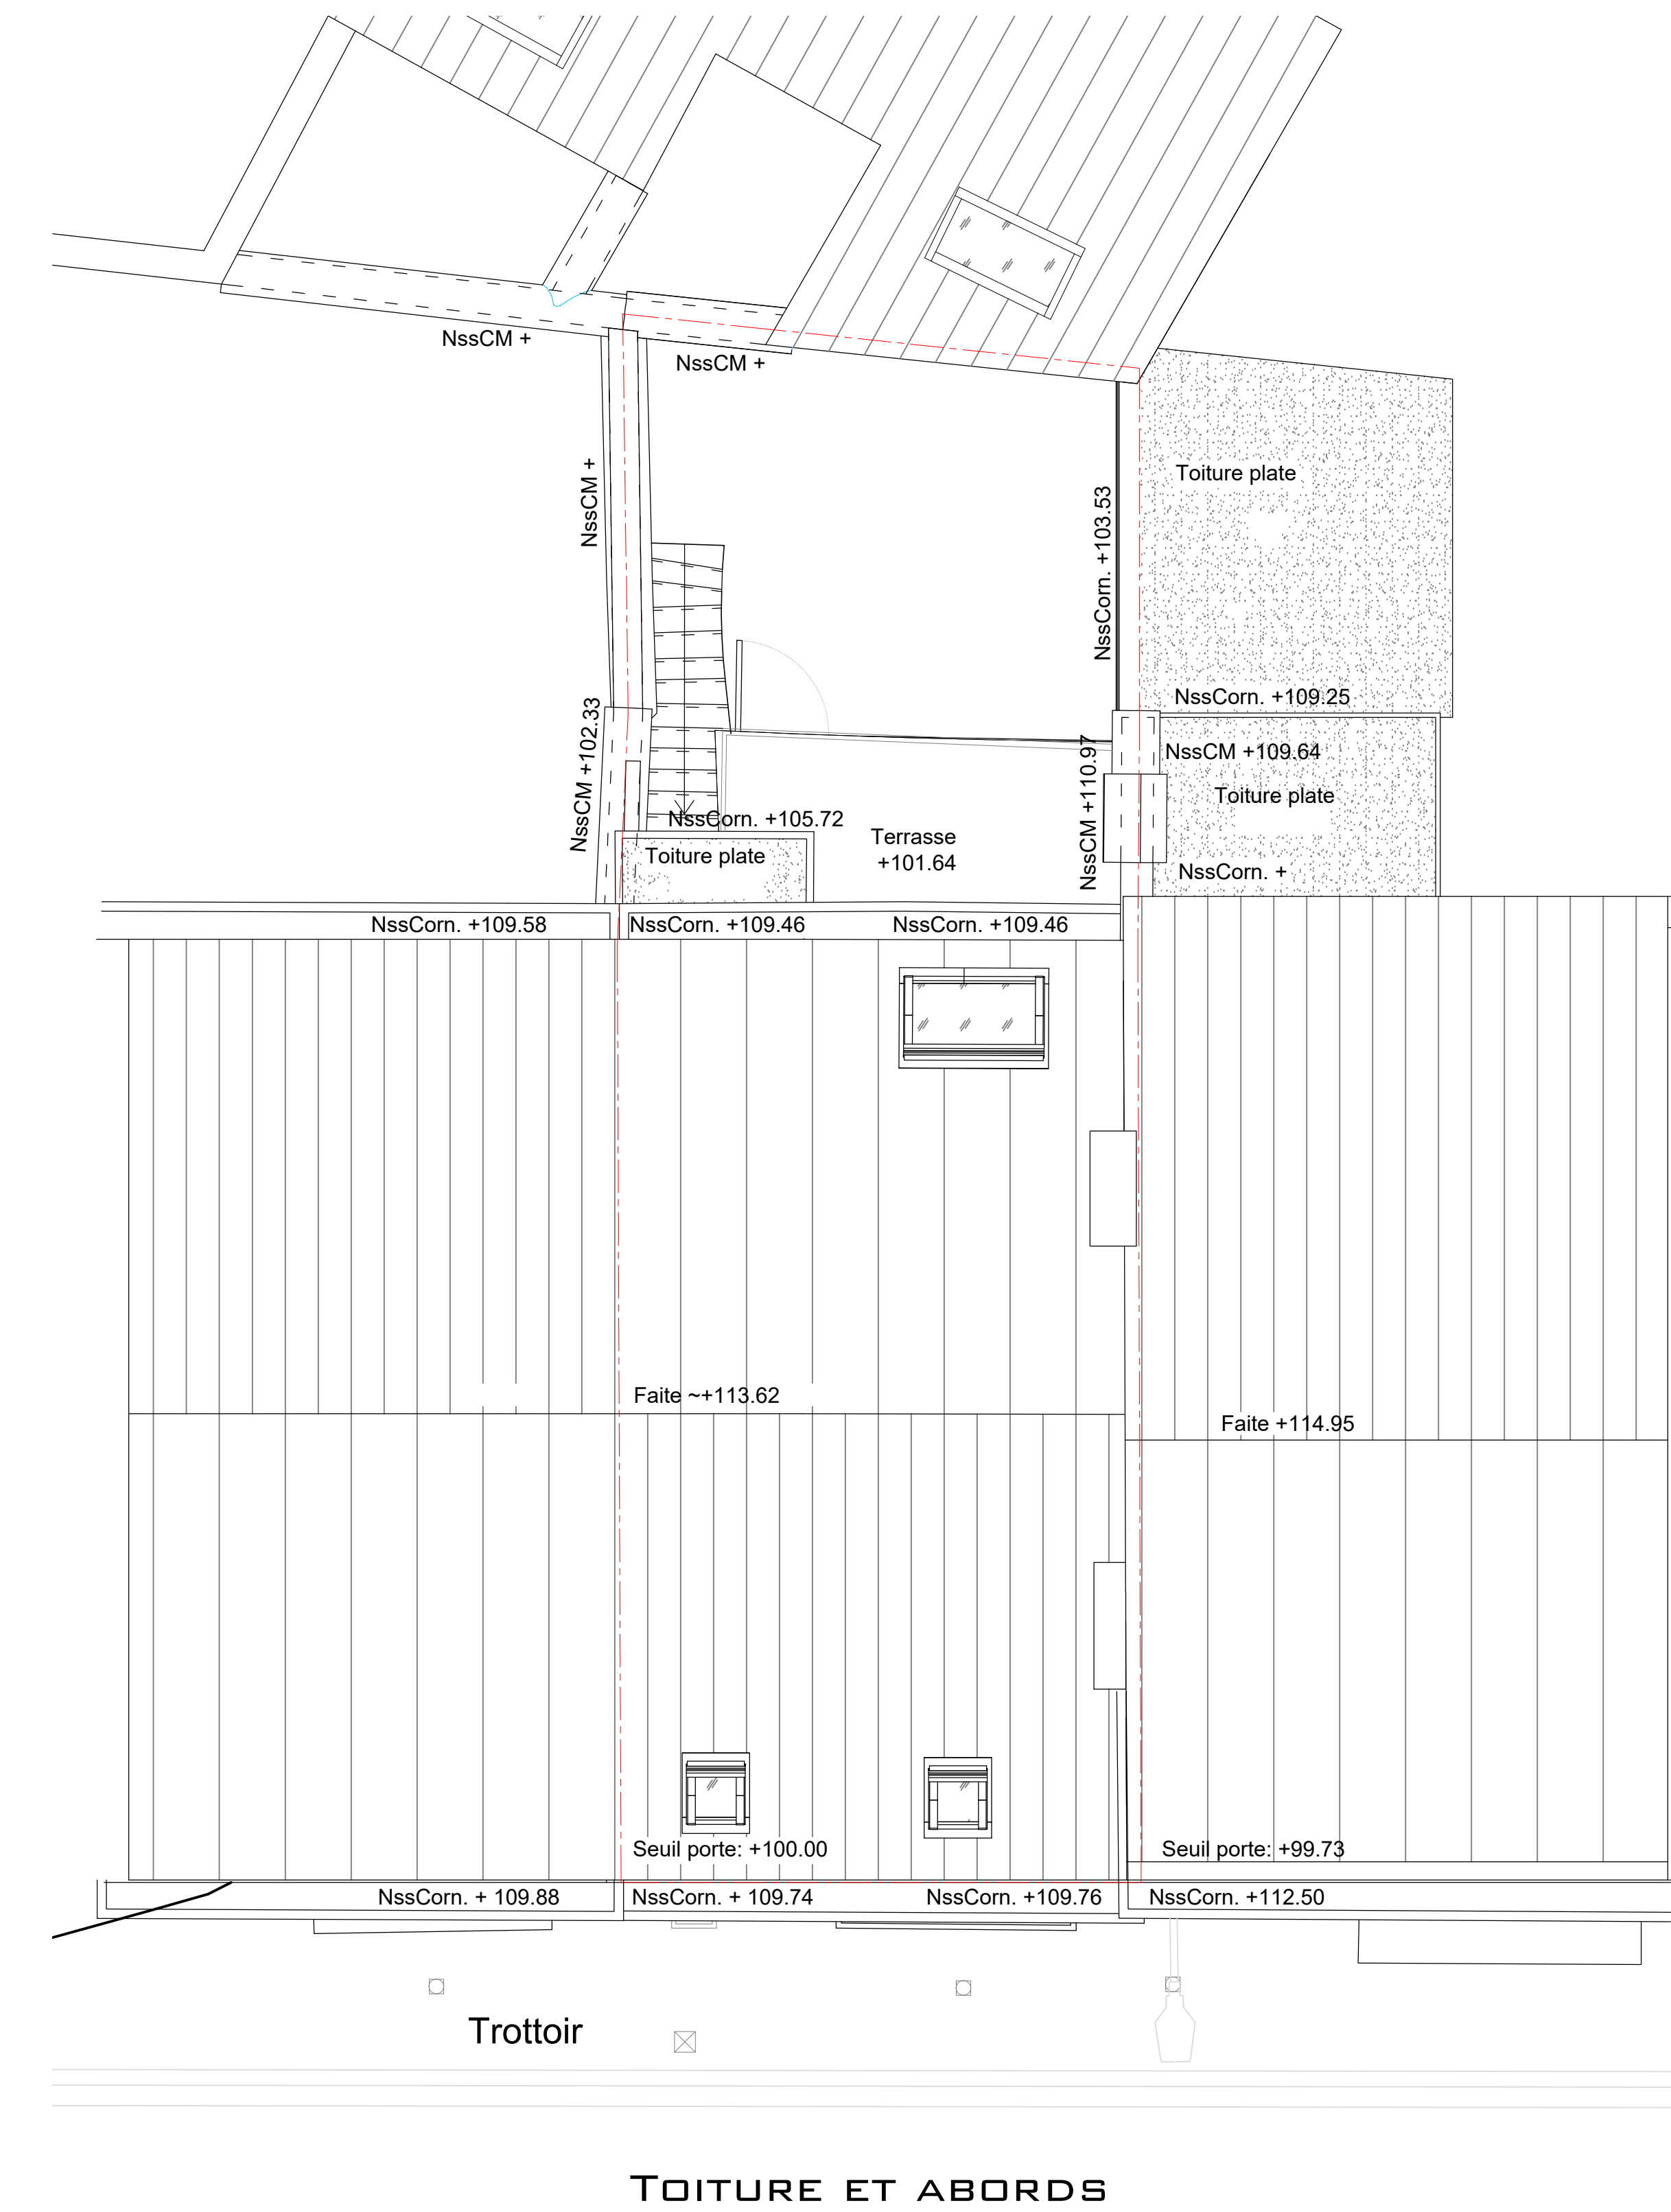 NssCM +
NssCM +
NssCM +
Toiture plate
NssCorn. +103.53
NssCorn. +109.25
NssCM +102.33
NssCM +110.97
NssCM +109.64
Toiture plate
NssCorn. +105.72
Toiture plate
Terrasse
+101.64
NssCorn. +
NssCorn. +109.58
NssCorn. +109.46
NssCorn. +109.46
Faite ~+113.62
Faite +114.95
Seuil porte: +100.00
Seuil porte: +99.73
NssCorn. + 109.88
NssCorn. + 109.74
NssCorn. +109.76
NssCorn. +112.50
Trottoir
TOITURE ET ABORDS